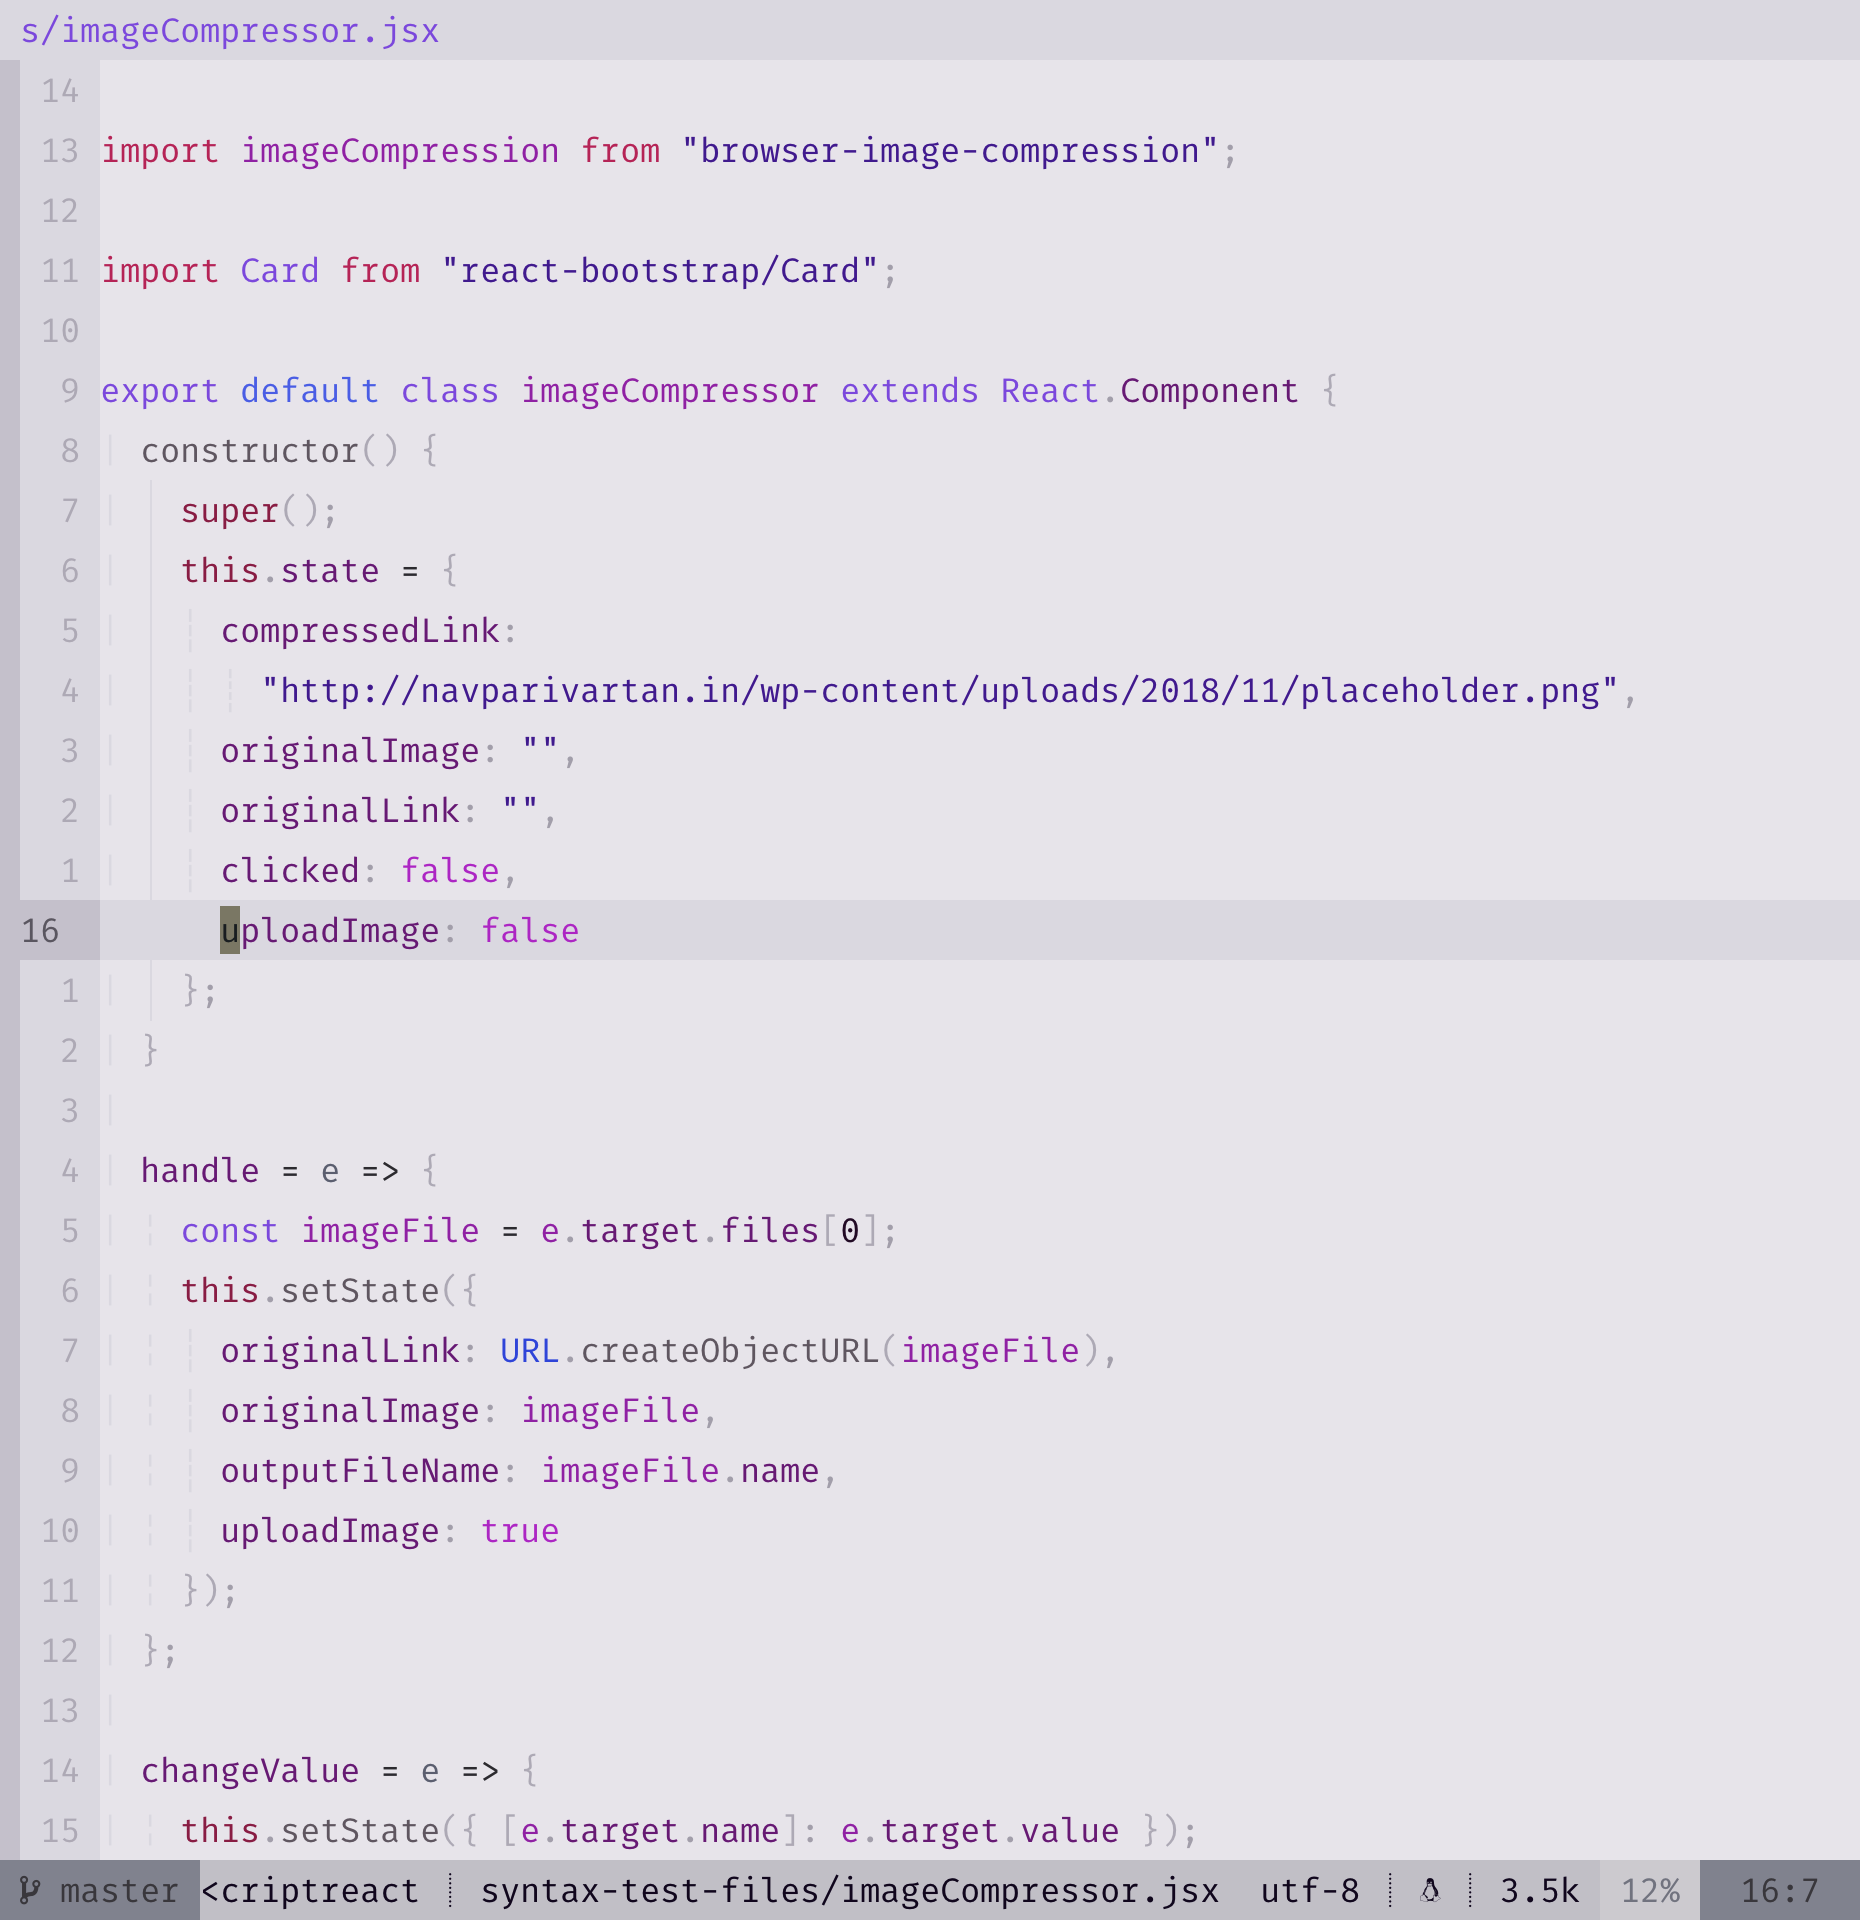 s/imageCompressor.jsx
14
13 import imageCompression from "browser-image-compression";
12
11 import Card from "react-bootstrap/Card";
10
9 export default class imageCompressor extends React.Component {
8   constructor() {
7     super();
6     this.state = {
5       compressedLink:
4         "http://navparivartan.in/wp-content/uploads/2018/11/placeholder.png",
3       originalImage: "",
2       originalLink: "",
1       clicked: false,
16       uploadImage: false
1     };
2   }
3
4   handle = e => {
5     const imageFile = e.target.files[0];
6     this.setState({
7       originalLink: URL.createObjectURL(imageFile),
8       originalImage: imageFile,
9       outputFileName: imageFile.name,
10       uploadImage: true
11     });
12   };
13
14   changeValue = e => {
15     this.setState({ [e.target.name]: e.target.value });
master <criptreact syntax-test-files/imageCompressor.jsx utf-8 3.5k 12% 16:7